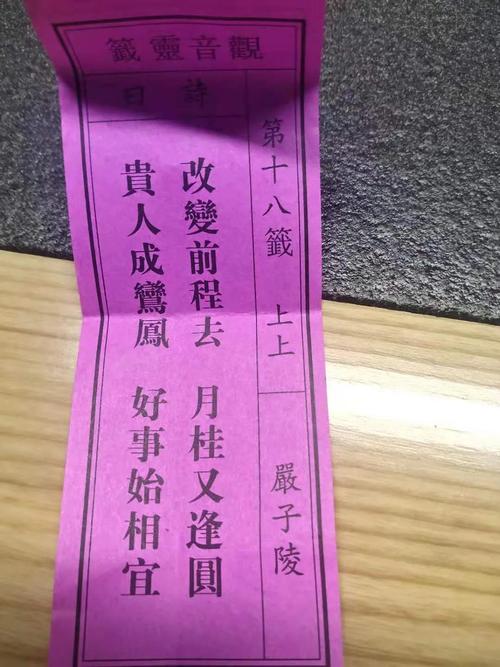 觀音靈籤
詩曰
第十八籤 上上
嚴子陵
改變前程去 月桂又逢圓
貴人成鸞鳳 好事始相宜